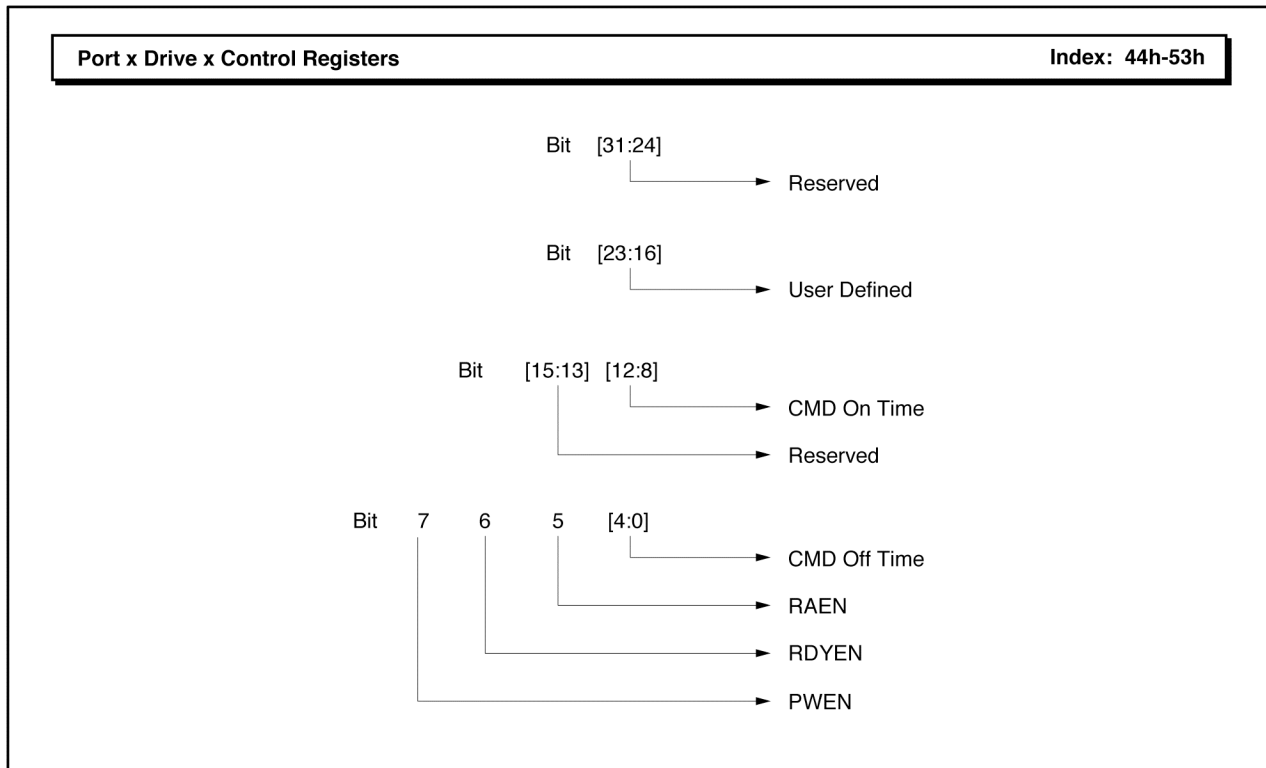 Port x Drive x Control Registers Index: 44h-53h
Bit [31:24]
Reserved
Bit [23:16]
User Defined
Bit [15:13] [12:8]
CMD On Time
Reserved
Bit 7 6 5 [4:0]
CMD Off Time
RAEN
RDYEN
PWEN